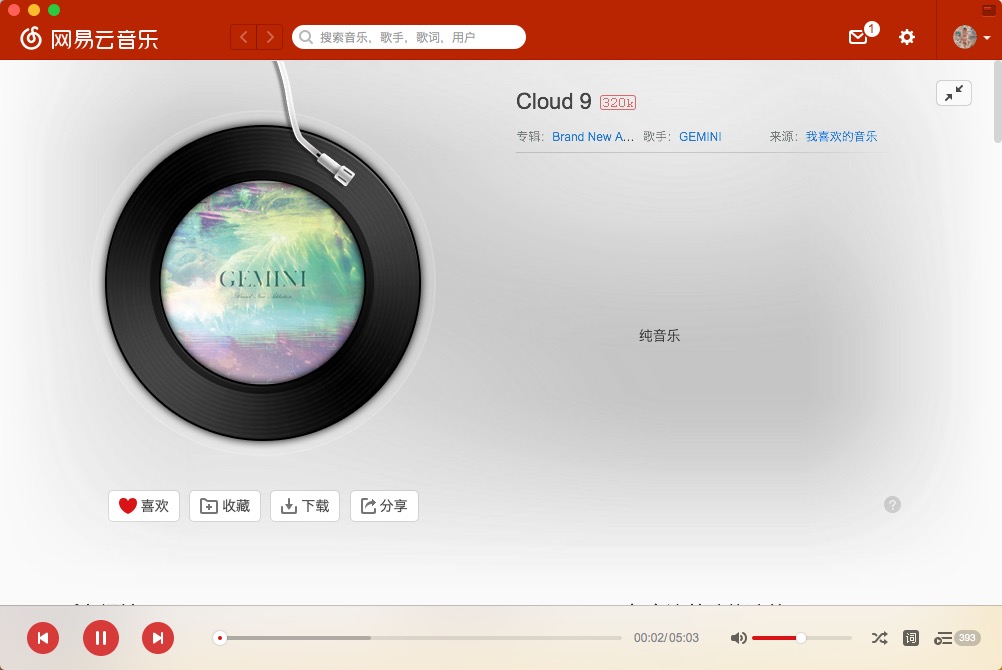 网易云音乐
搜索音乐, 歌手, 歌词, 用户
1
Cloud 9 320k
专辑: Brand New A... 歌手: GEMINI 来源: 我喜欢的音乐
GEMINI
Brand New Addiction
纯音乐
喜欢 收藏 下载 分享
?
00:02/05:03 词 393